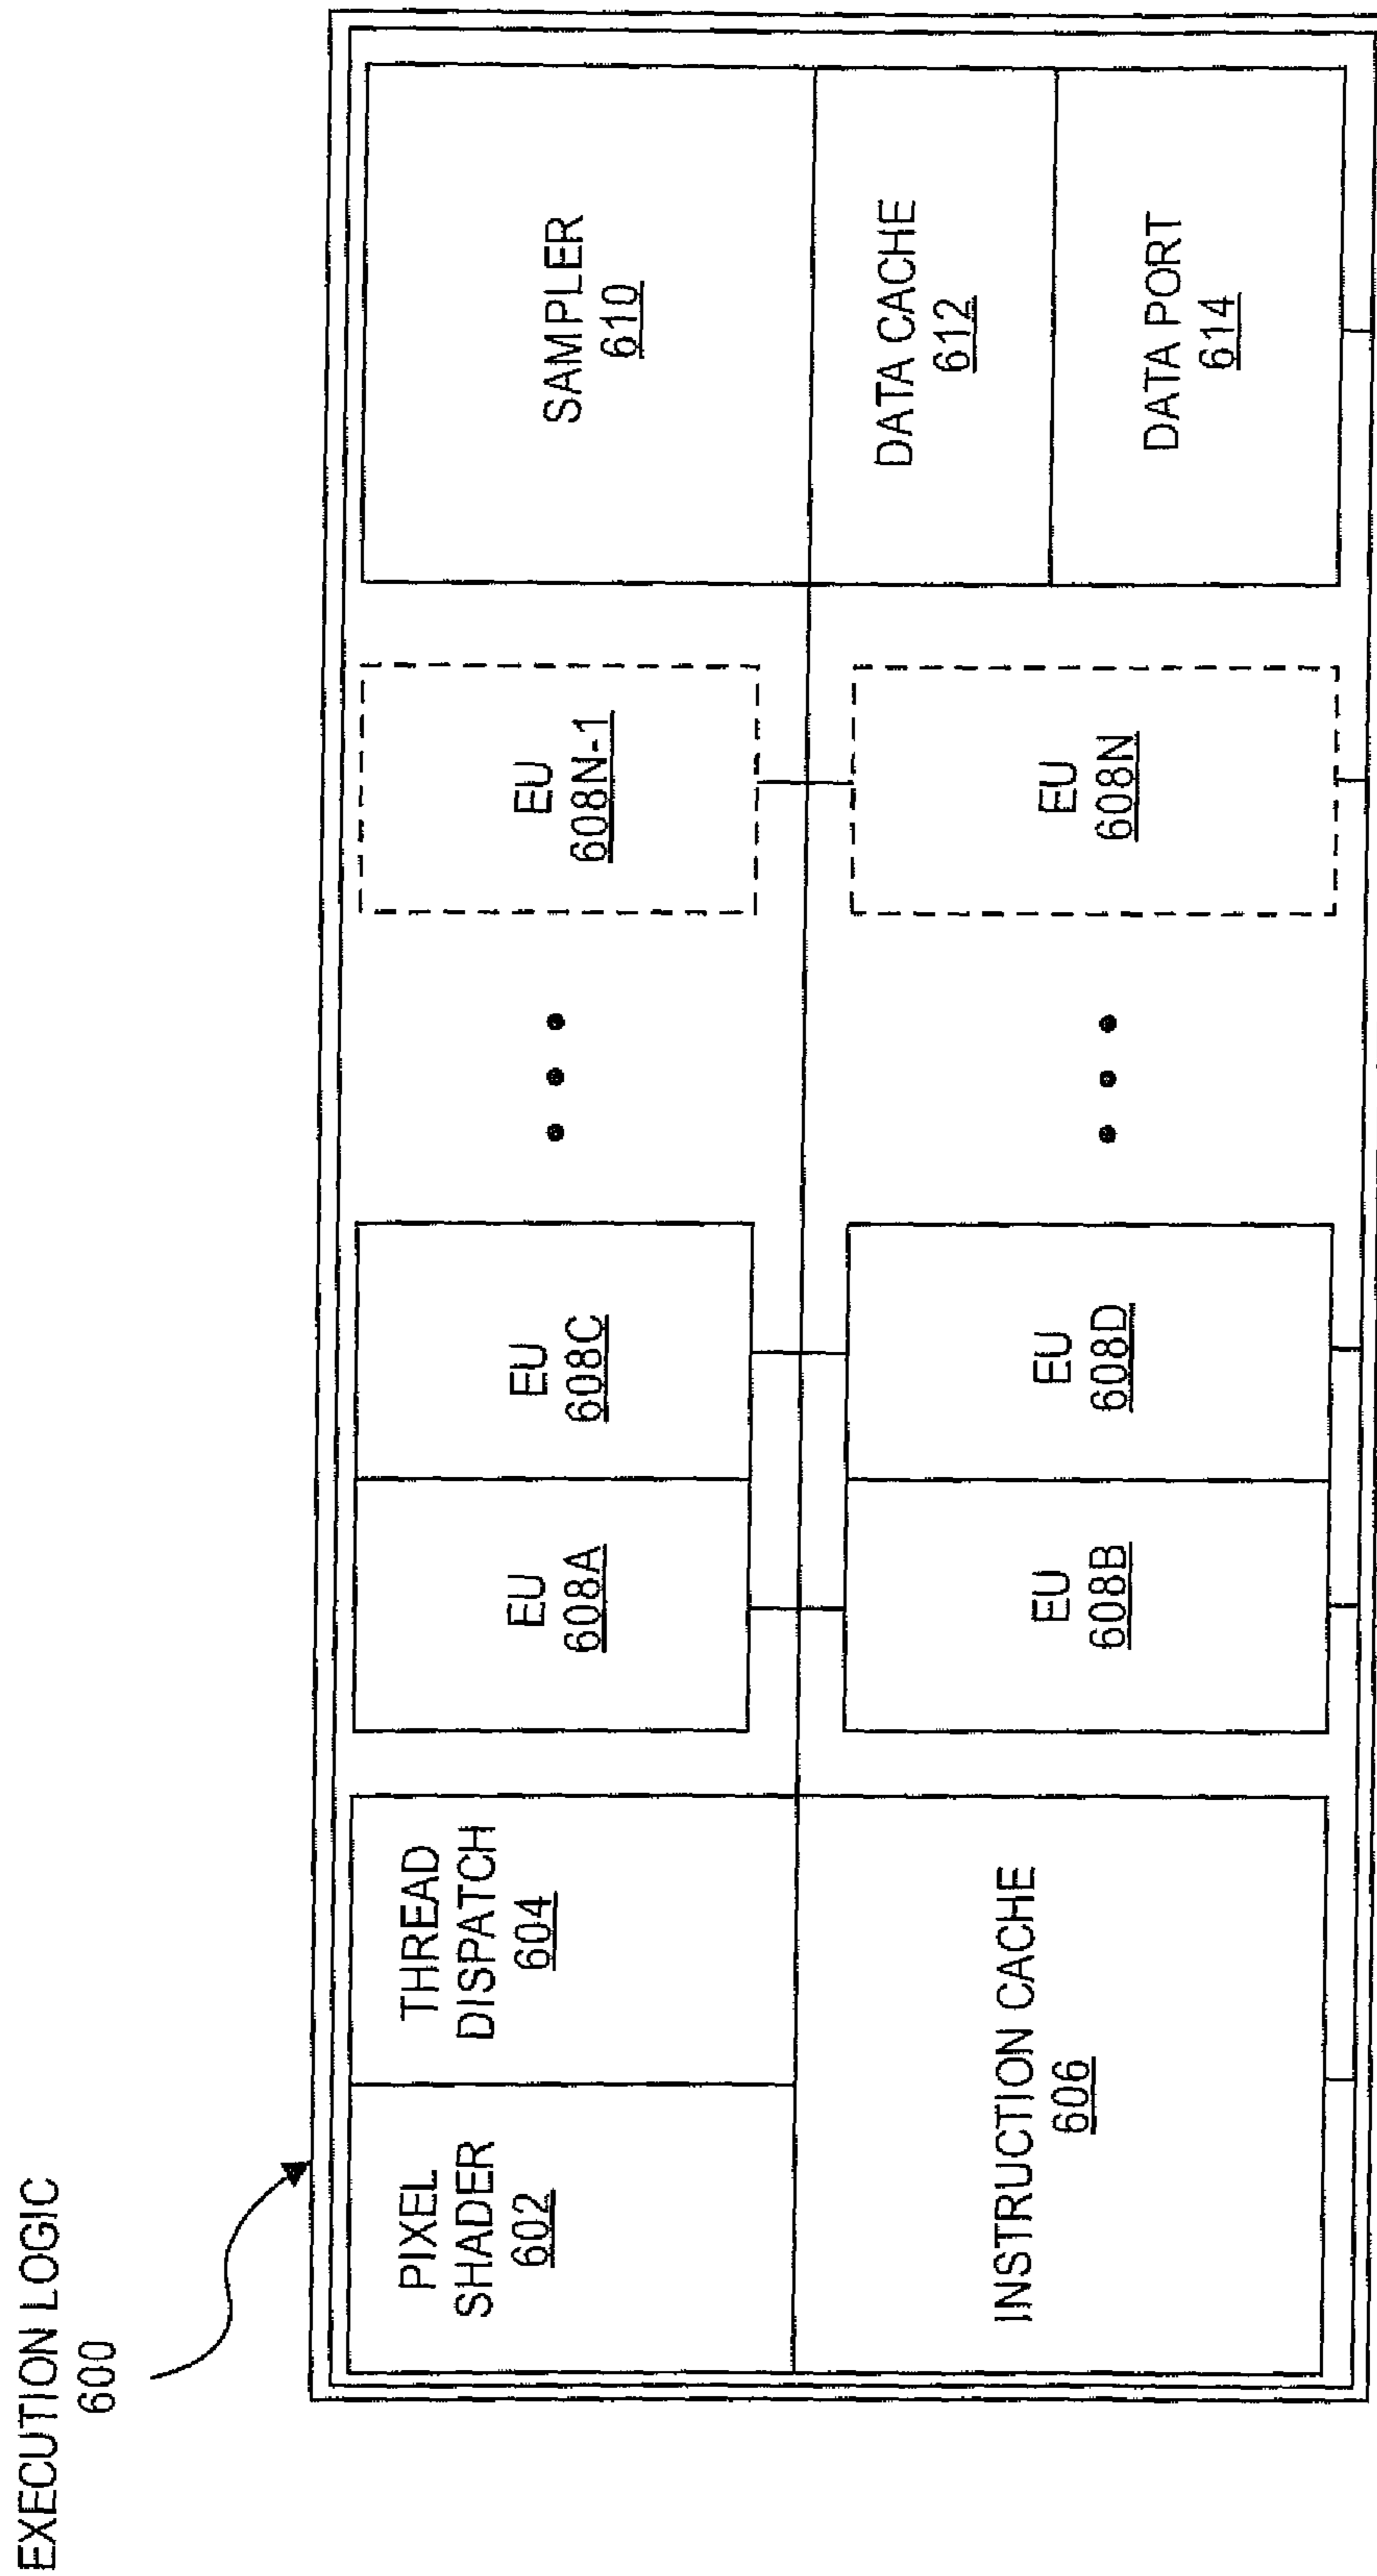 EXECUTION LOGIC
600
PIXEL
SHADER
602
THREAD
DISPATCH
604
INSTRUCTION CACHE
606
EU
608A
EU
608C
EU
608N-1
EU
608B
EU
608D
EU
608N
SAMPLER
610
DATA CACHE
612
DATA PORT
614